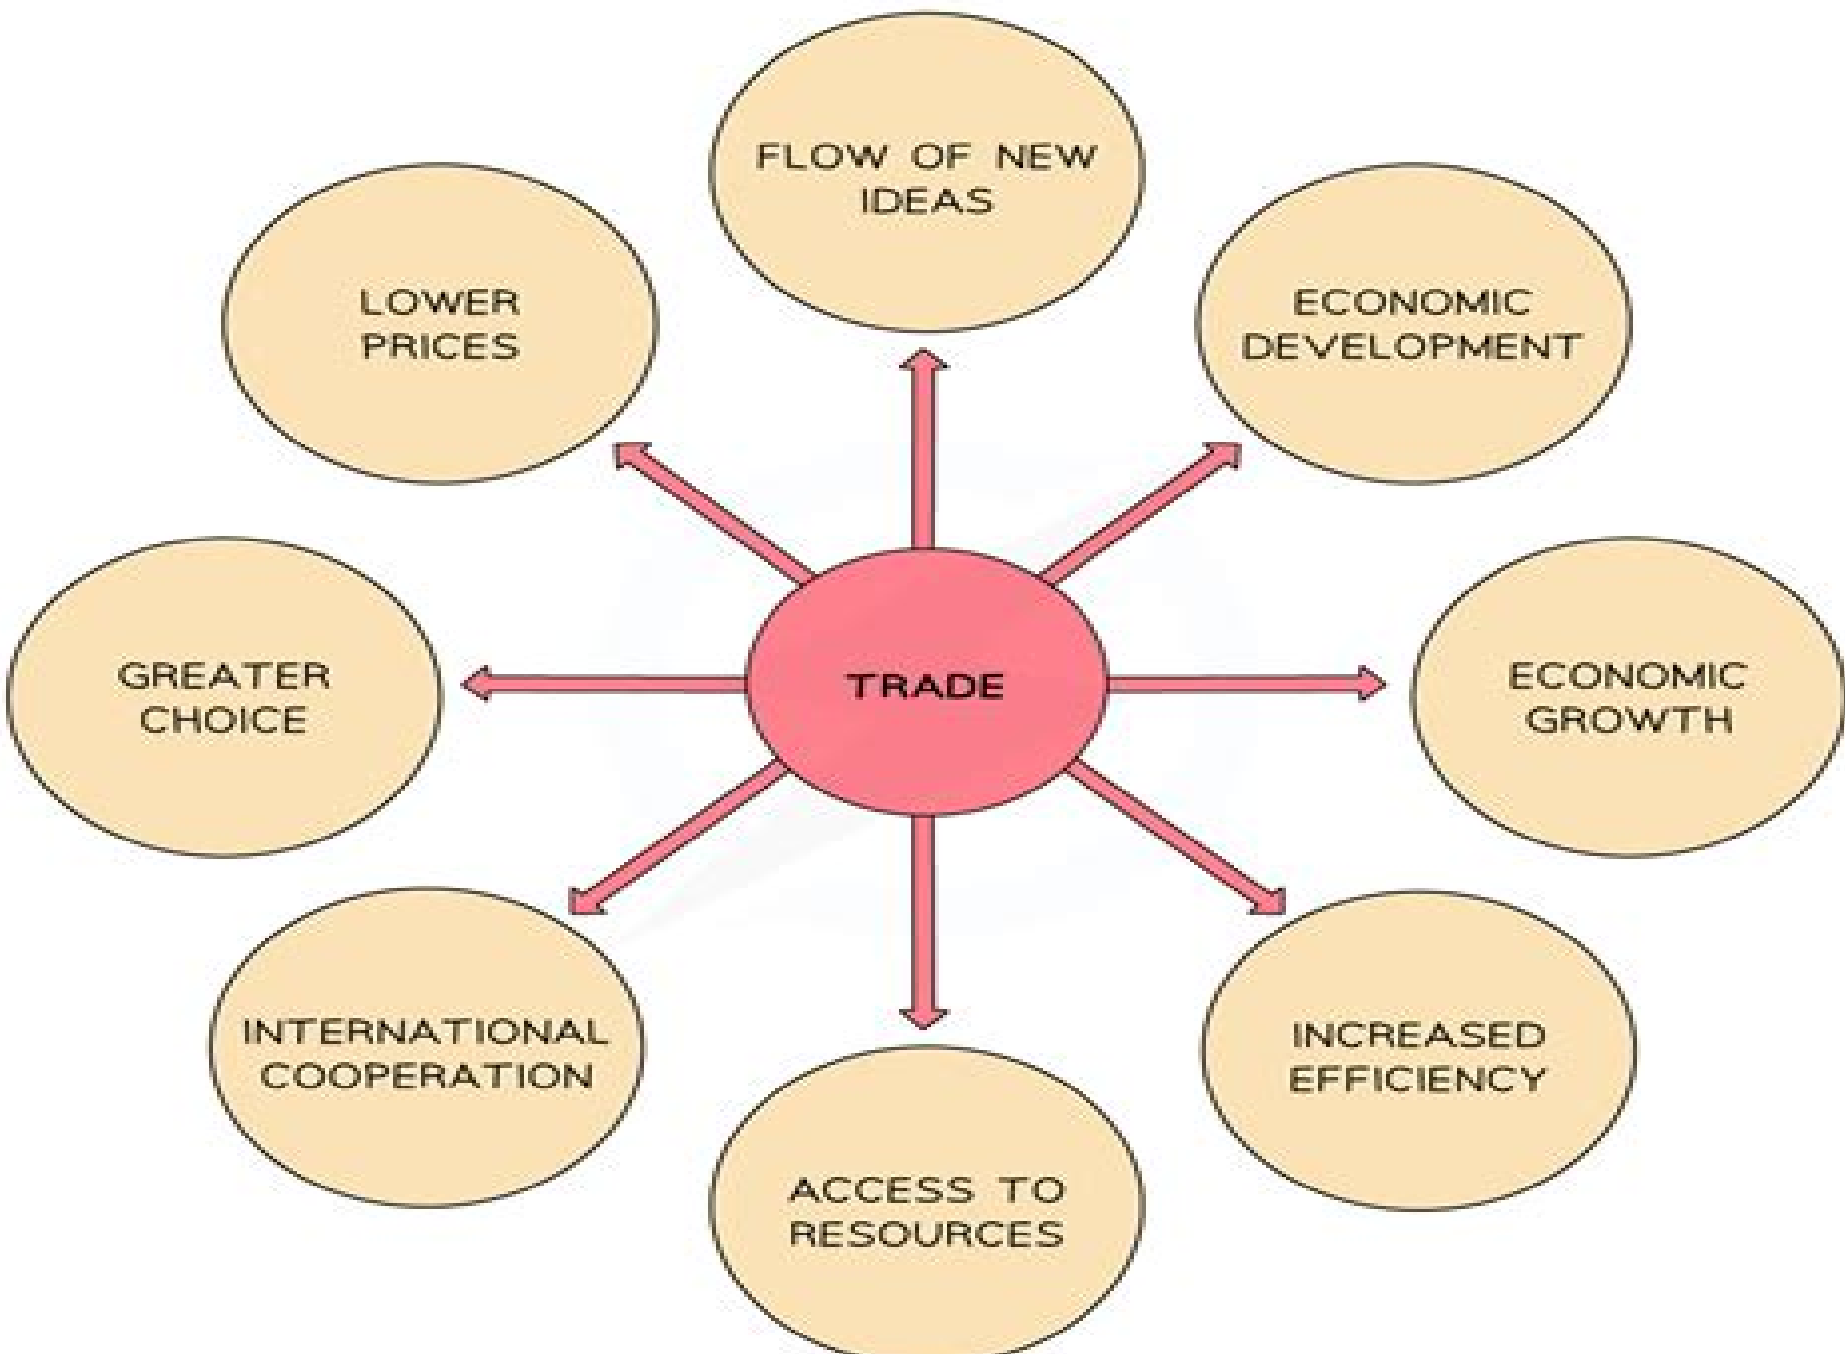 FLOW OF NEW
IDEAS
LOWER
PRICES
ECONOMIC
DEVELOPMENT
GREATER
CHOICE
TRADE
ECONOMIC
GROWTH
INTERNATIONAL
COOPERATION
INCREASED
EFFICIENCY
ACCESS TO
RESOURCES